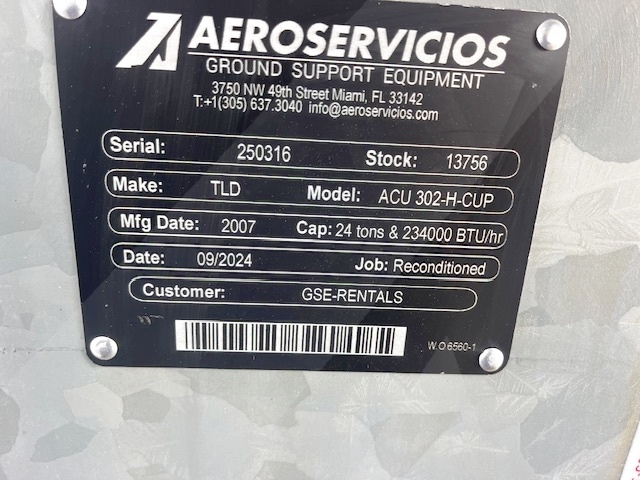 AEROSERVICIOS
GROUND SUPPORT EQUIPMENT
3750 NW 49th Street Miami, FL 33142
T:+1(305) 637.3040 info@aeroservicios.com
Serial: 250316 Stock: 13756
Make: TLD Model: ACU 302-H-CUP
Mfg Date: 2007 Cap: 24 tons & 234000 BTU/hr
Date: 09/2024 Job: Reconditioned
Customer: GSE-RENTALS
W.O 6560-1